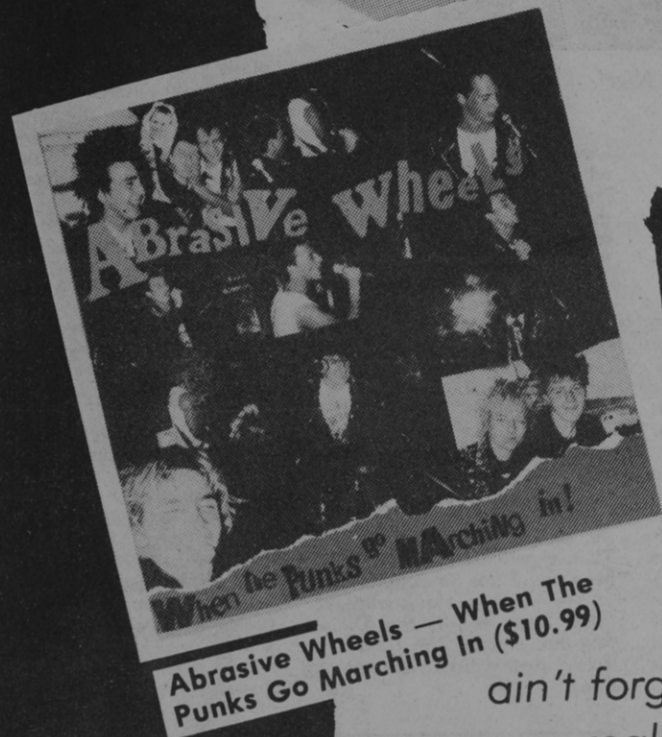 ABrasiVe Wheels
When the Punks go MArchiNg in!
Abrasive Wheels — When The
Punks Go Marching In ($10.99)
ain't forg